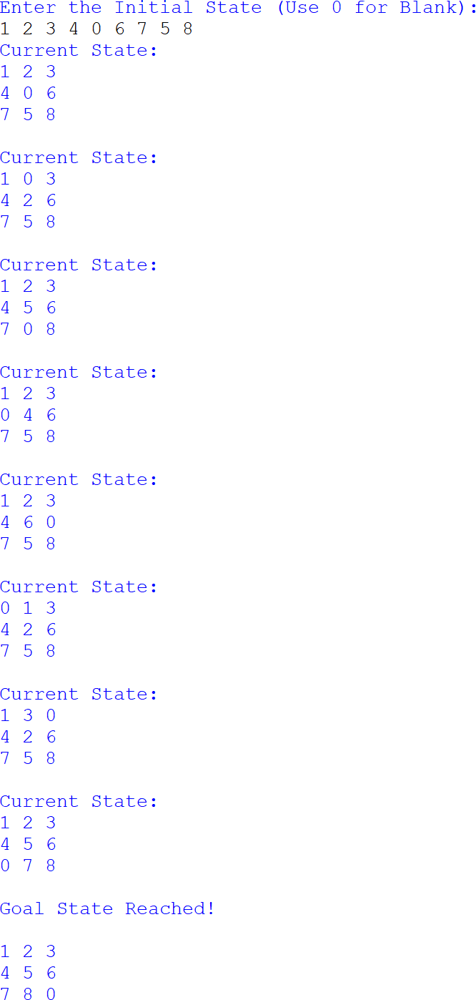 Enter the Initial State (Use 0 for Blank):
1 2 3 4 0 6 7 5 8
Current State:
1 2 3
4 0 6
7 5 8

Current State:
1 0 3
4 2 6
7 5 8

Current State:
1 2 3
4 5 6
7 0 8

Current State:
1 2 3
0 4 6
7 5 8

Current State:
1 2 3
4 6 0
7 5 8

Current State:
0 1 3
4 2 6
7 5 8

Current State:
1 3 0
4 2 6
7 5 8

Current State:
1 2 3
4 5 6
0 7 8

Goal State Reached!

1 2 3
4 5 6
7 8 0